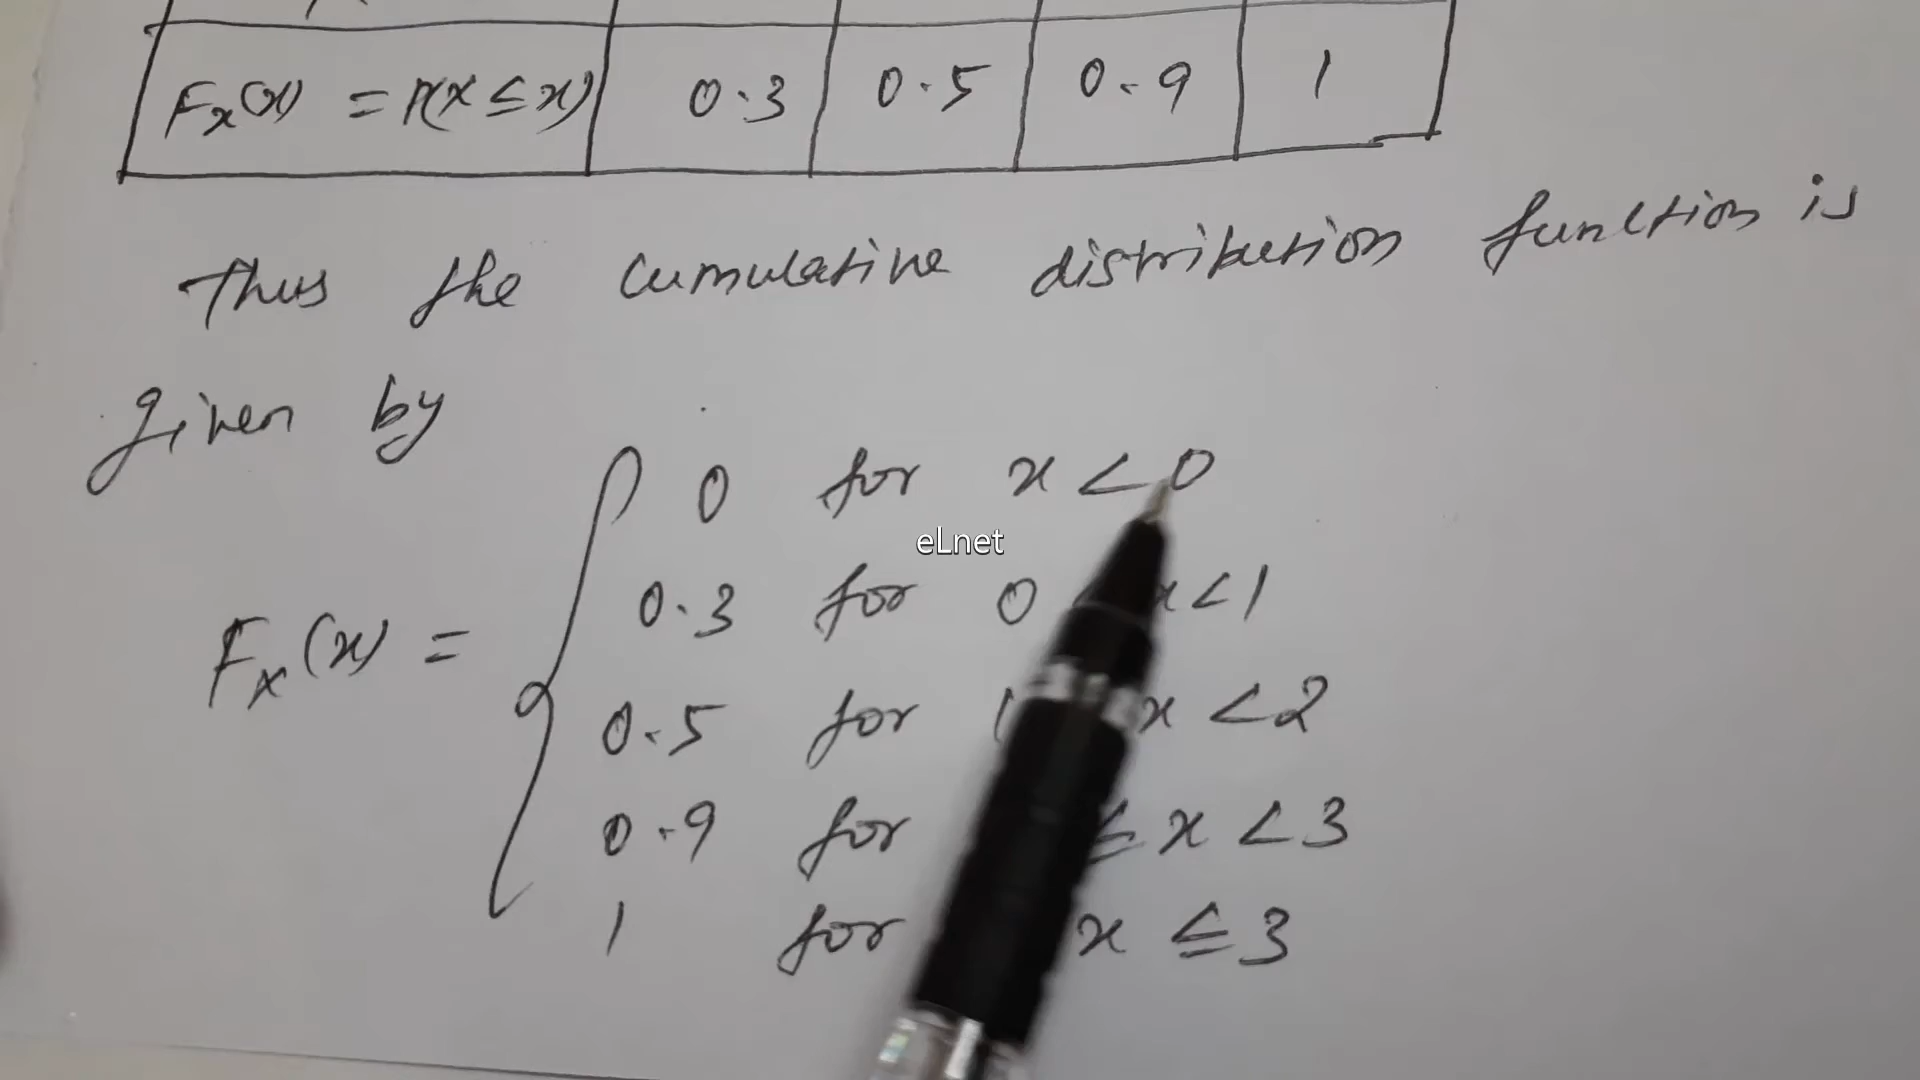 Fx(x) = P(X ≤ x) 0.3 0.5 0.9 1
Thus the cumulative distribution function is
given by
0 for x < 0
eLnet
0.3 for 0 x < 1
Fx(x) =
0.5 for 1 x < 2
0.9 for ≤ x < 3
1 for x ≤ 3